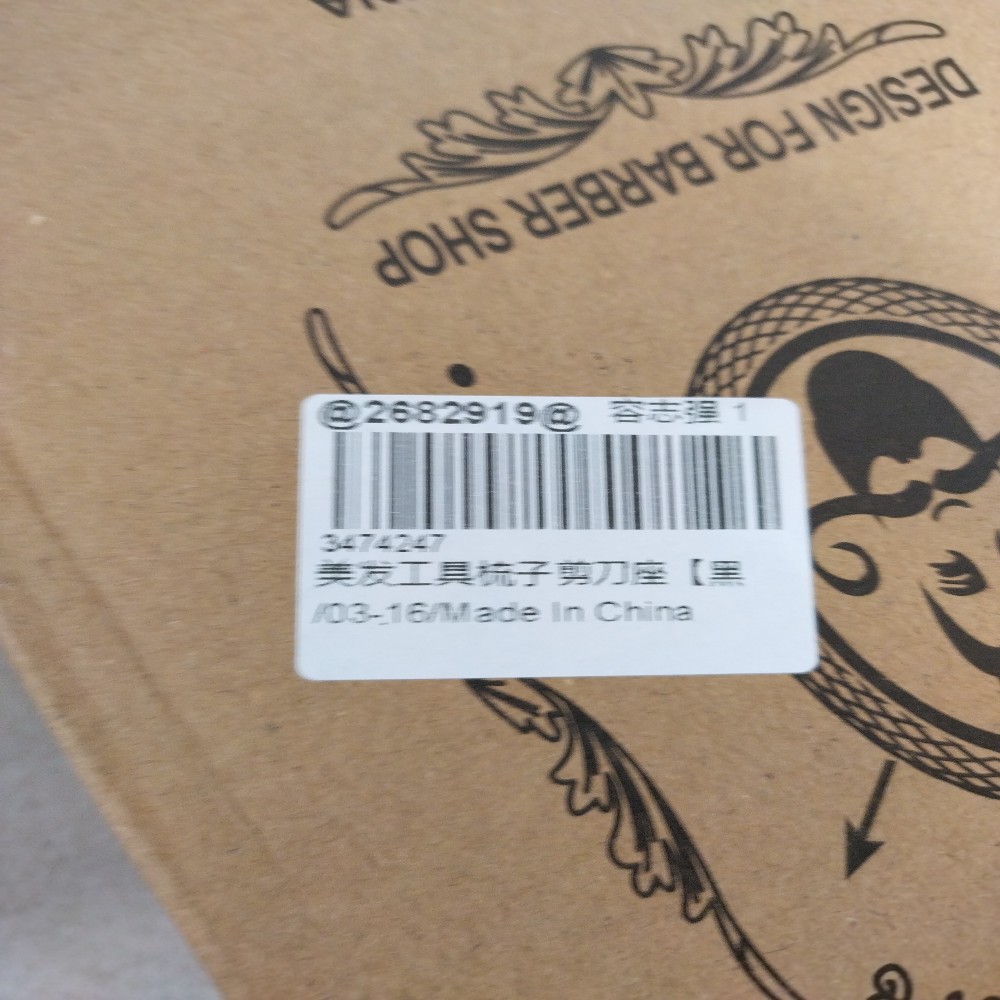 DESIGN FOR BARBER SHOP
@2682919@ 容志强 1
3474247
美发工具梳子剪刀座【黑
/03-16/Made In China